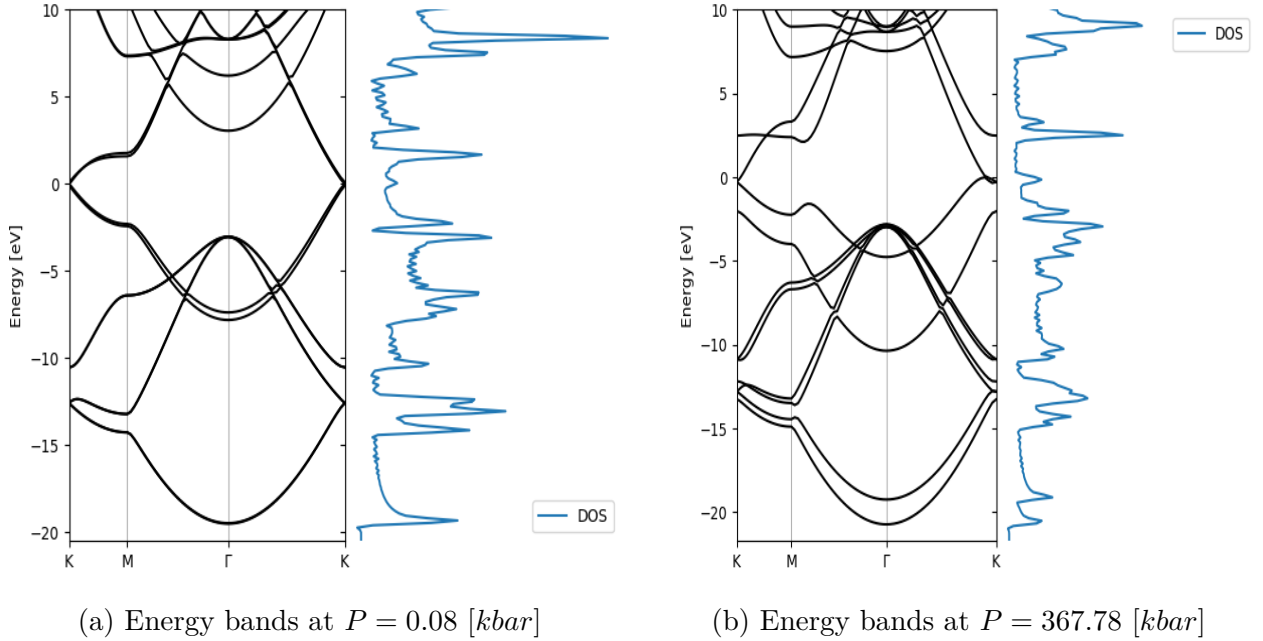 10
5
0
−5
−10
−15
−20
Energy [eV]
K M Γ K
DOS
(a) Energy bands at P = 0.08 [kbar]
10
5
0
−5
−10
−15
−20
Energy [eV]
K M Γ K
DOS
(b) Energy bands at P = 367.78 [kbar]